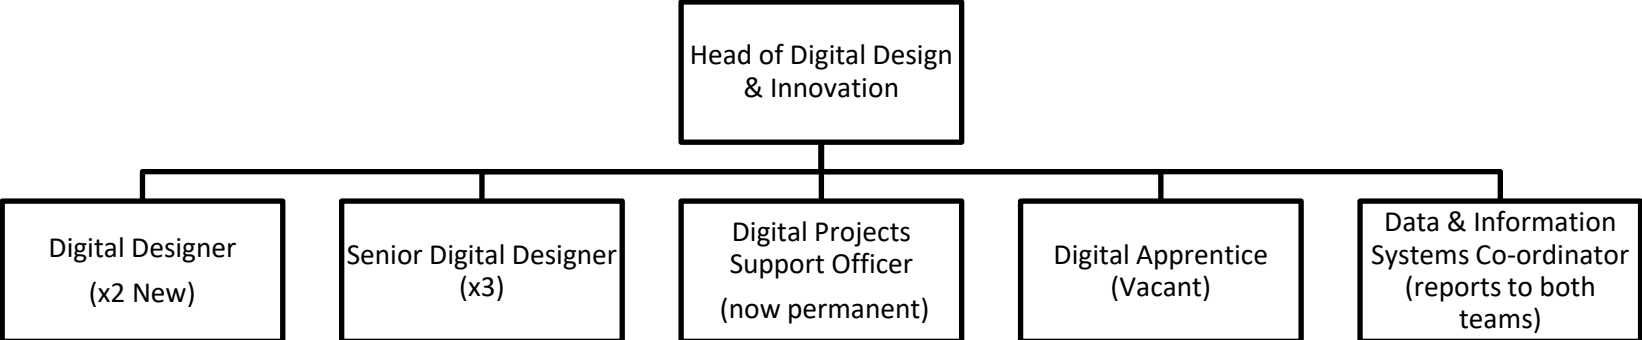 Head of Digital Design
& Innovation
Digital Designer
(x2 New)
Senior Digital Designer
(x3)
Digital Projects
Support Officer
(now permanent)
Digital Apprentice
(Vacant)
Data & Information
Systems Co-ordinator
(reports to both
teams)